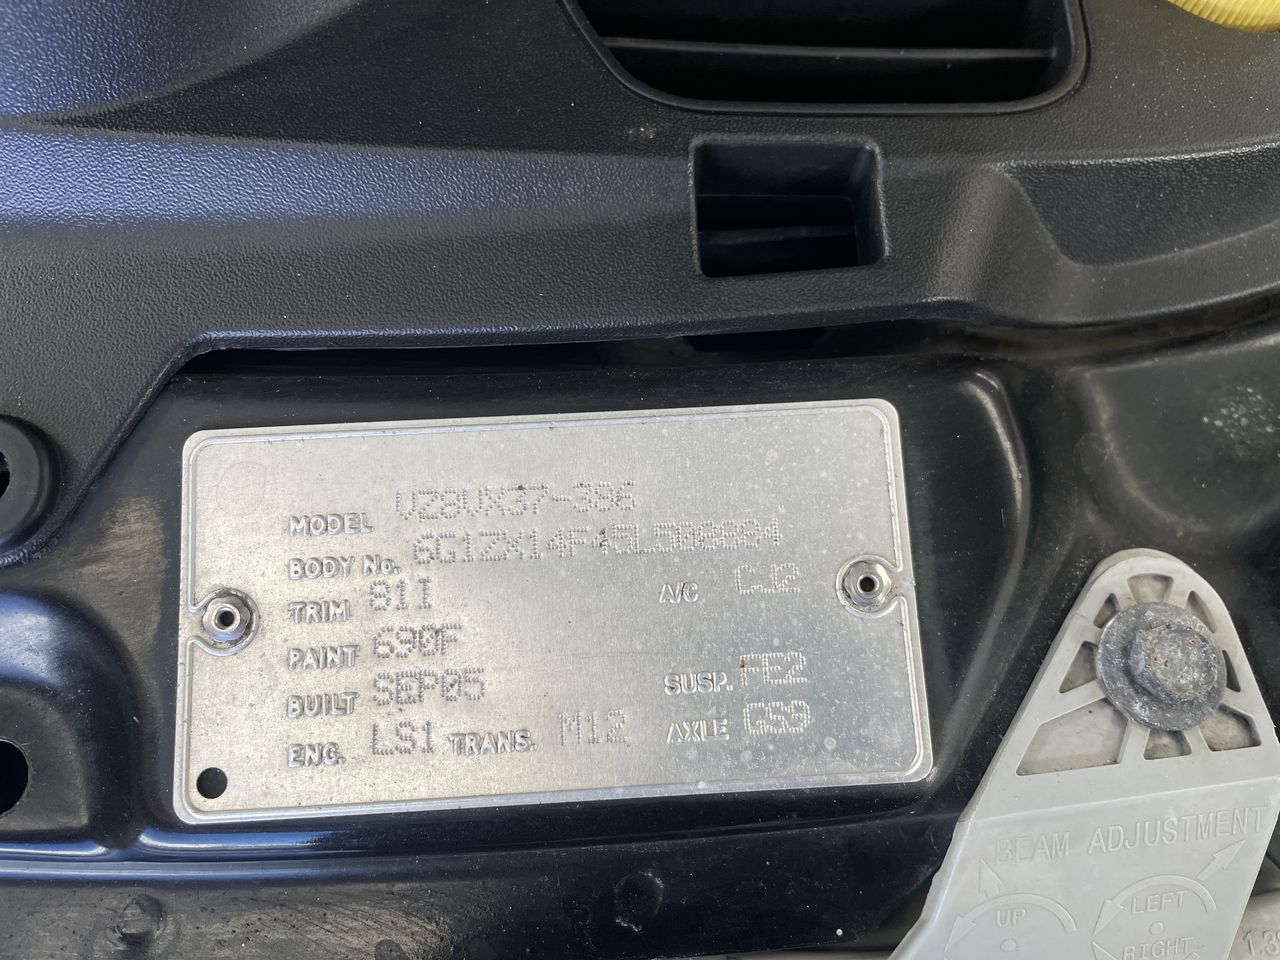 MODEL VZ8VX37-396
BODY No. 6G1ZX14F45L508884
TRIM 81I A/C CJ2
PAINT 690F
BUILT SEP05 SUSP. FE2
ENG. LS1 TRANS. M12 AXLE GS9
BEAM ADJUSTMENT
UP
LEFT
RIGHT